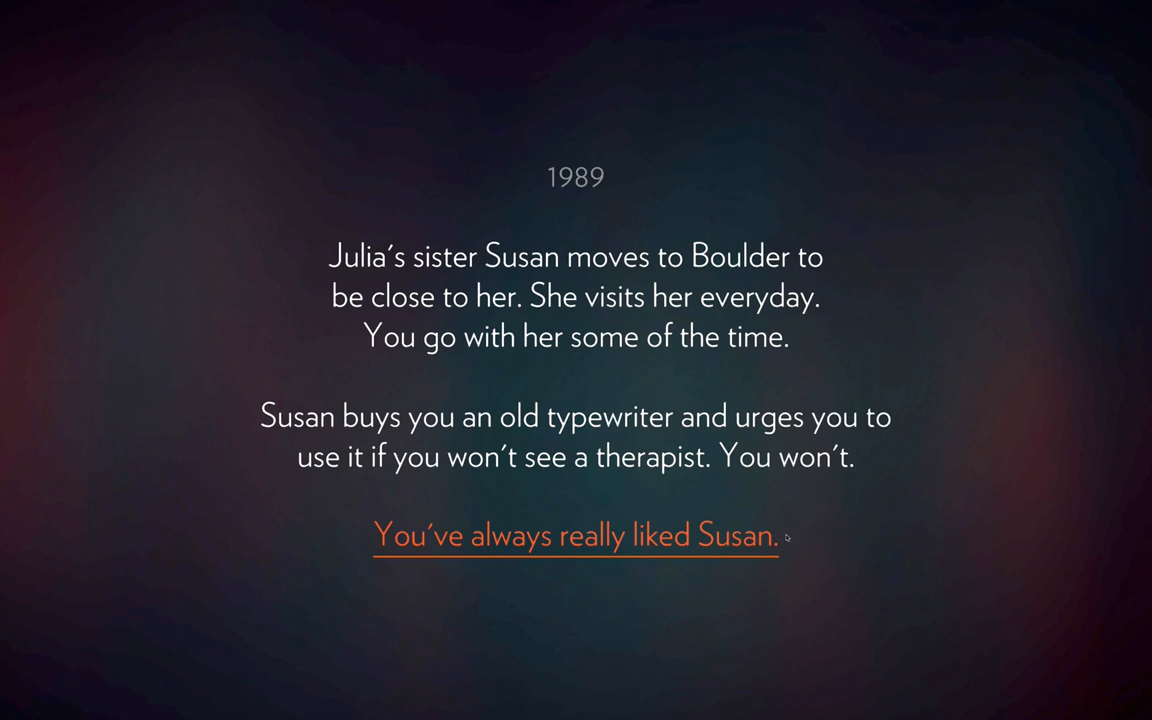 1989
Julia's sister Susan moves to Boulder to
be close to her. She visits her everyday.
You go with her some of the time.
Susan buys you an old typewriter and urges you to
use it if you won't see a therapist. You won't.
You've always really liked Susan.